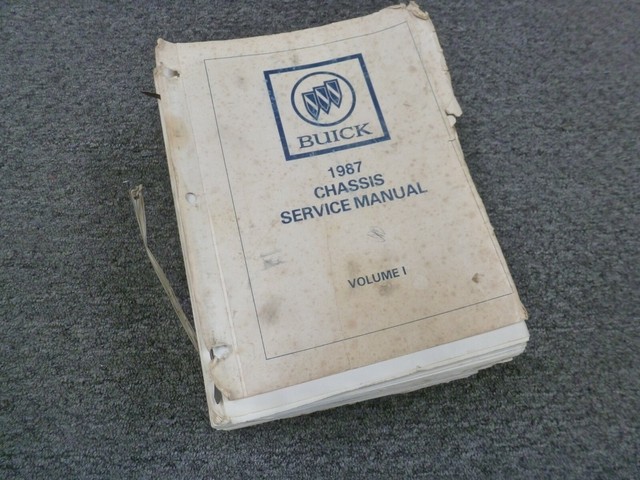 BUICK
1987
CHASSIS
SERVICE MANUAL
VOLUME I